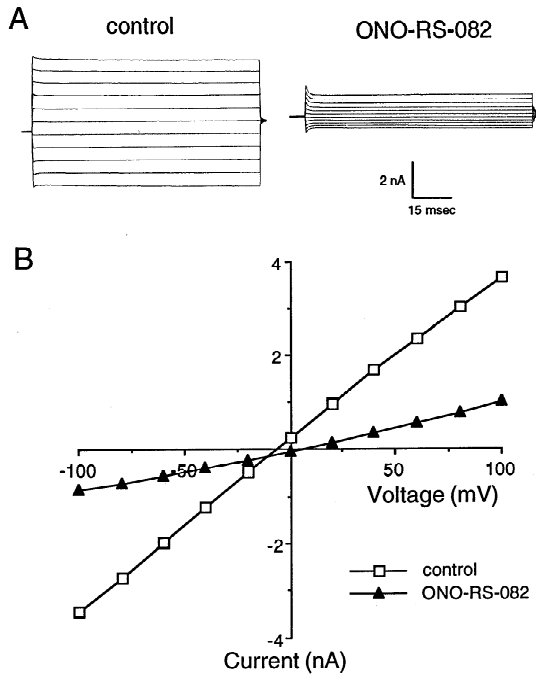 A
control
ONO-RS-082
2 nA
15 msec
B
4
2
-100
-50
50
100
Voltage (mV)
-2
control
ONO-RS-082
-4
Current (nA)